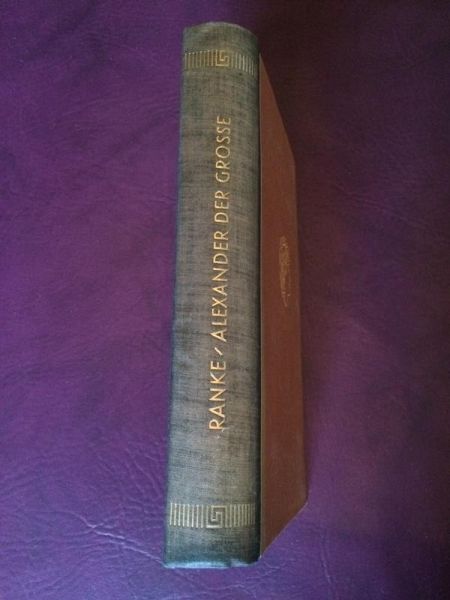 RANKE / ALEXANDER DER GROSSE